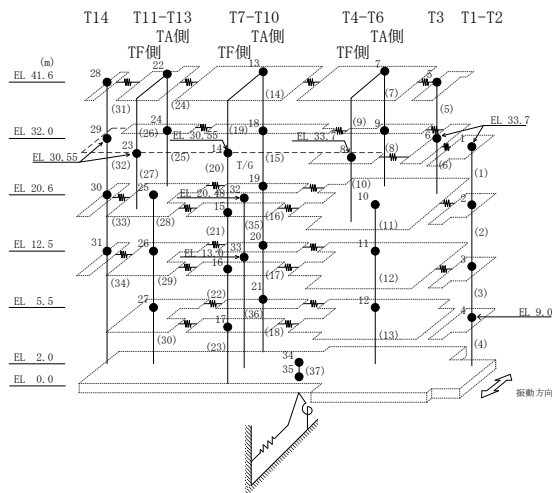 T14 T11−T13 T7−T10 T4−T6 T3 T1−T2
TA側 TA側 TA側
TF側 TF側 TF側
(m)
EL 41.6 28 22 13 7 5
(31) (24) (14) (7) (5)
EL 32.0 29 24 (26) (19) 18 (9) 9 6 EL 33.7
EL 30.55 EL 33.7 1
EL 30.55 23 (25) 14 (15) 8 (8) (6)
(32) (20) T/G (1)
(27) 19 (10)
EL 20.6 30 25 EL 20.48 32 10 2
(33) (28) 15 (35) (16) (11) (2)
(21) 20
EL 12.5 31 26 EL 13.0 33 11 3
(34) (29) 16 (17) (12) (3)
(22) 21
EL 5.5 27 (36) 12 4 EL 9.0
(30) 17 (18) (13)
(23) (4)
EL 2.0 34
35 (37)
EL 0.0
振動方向